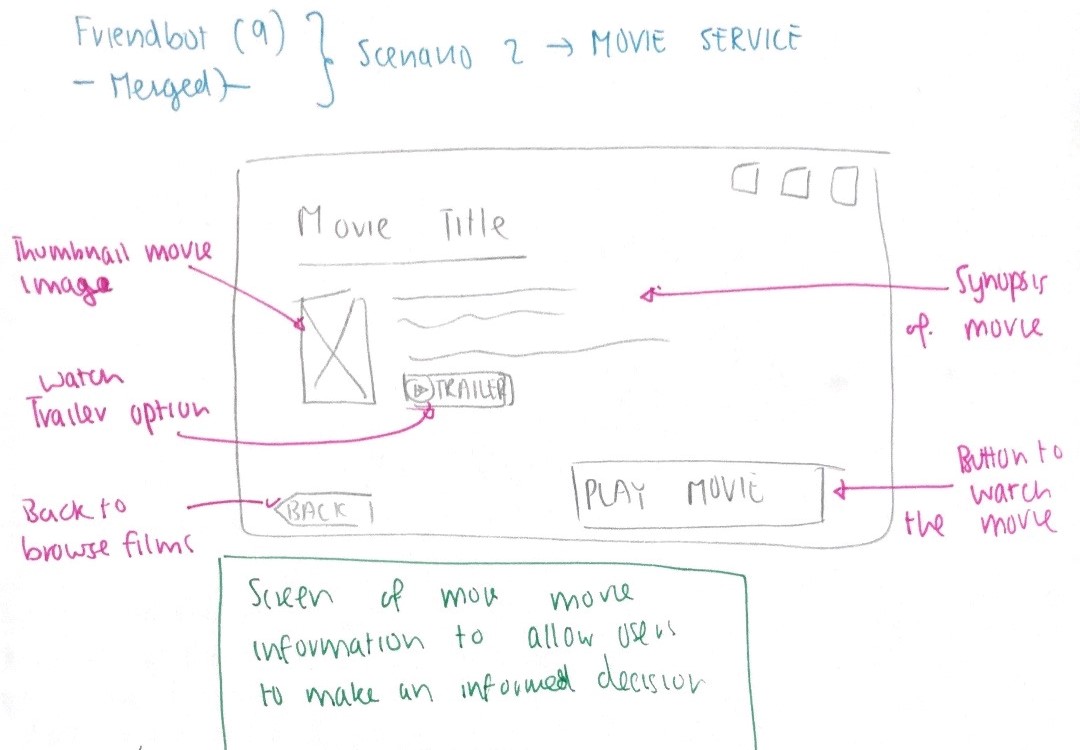 Friendbot (9)
- Merged)-
} Scenario 2 → MOVIE SERVICE
Movie Title
Thumbnail movie
image
Synopsis
of movie
Watch
Trailer option
TRAILER
Button to
watch
the movie
PLAY MOVIE
Back to
browse films
BACK
Screen of more movie
information to allow users
to make an informed decision